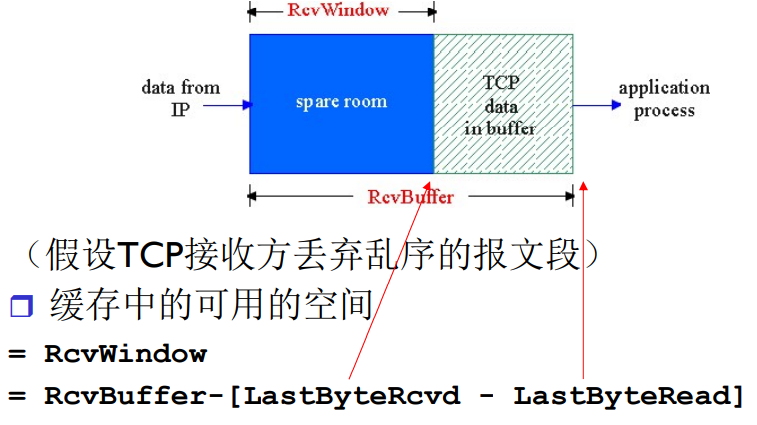 RcvWindow
data from
IP
spare room
TCP
data
in buffer
application
process
RcvBuffer
（假设TCP接收方丢弃乱序的报文段）
❒ 缓存中的可用的空间
= RcvWindow
= RcvBuffer-[LastByteRcvd - LastByteRead]